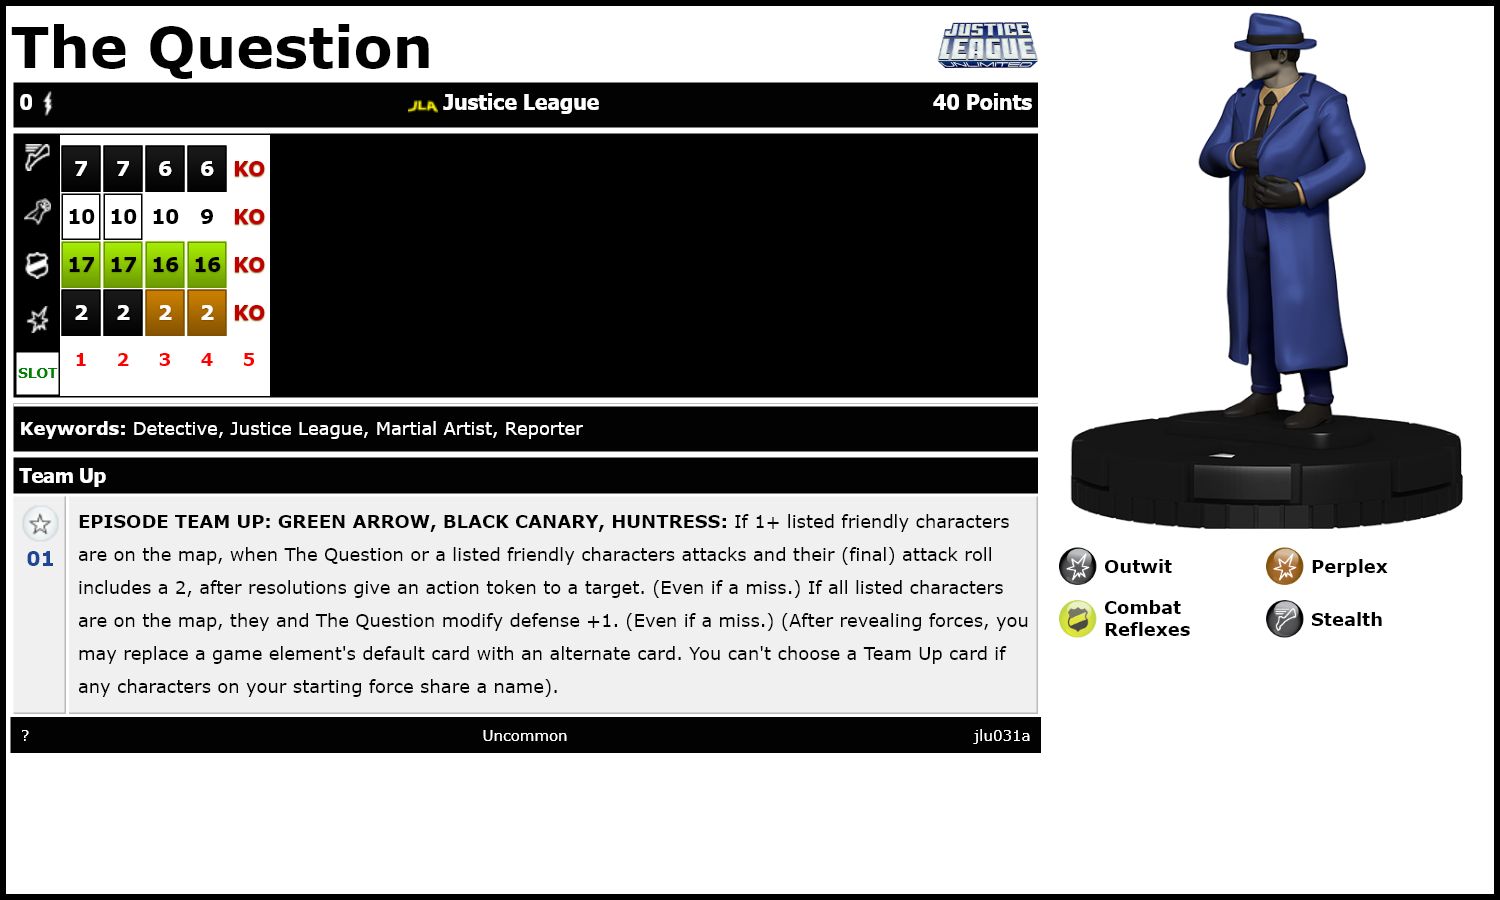 The Question
JUSTICE
LEAGUE
UNLIMITED
0 JLA Justice League 40 Points
7 7 6 6 KO
10 10 10 9 KO
17 17 16 16 KO
2 2 2 2 KO
SLOT 1 2 3 4 5
Keywords: Detective, Justice League, Martial Artist, Reporter
Team Up
01
EPISODE TEAM UP: GREEN ARROW, BLACK CANARY, HUNTRESS: If 1+ listed friendly characters
are on the map, when The Question or a listed friendly characters attacks and their (final) attack roll
includes a 2, after resolutions give an action token to a target. (Even if a miss.) If all listed characters
are on the map, they and The Question modify defense +1. (Even if a miss.) (After revealing forces, you
may replace a game element's default card with an alternate card. You can't choose a Team Up card if
any characters on your starting force share a name).
? Uncommon jlu031a
Outwit
Perplex
Combat
Reflexes
Stealth